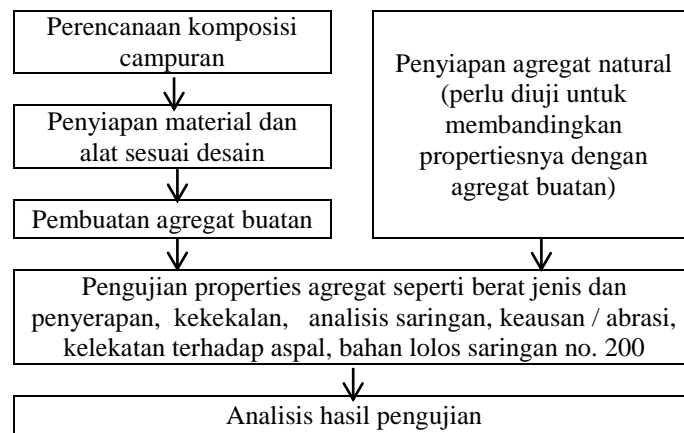 Perencanaan komposisi
campuran
Penyiapan material dan
alat sesuai desain
Pembuatan agregat buatan
Penyiapan agregat natural
(perlu diuji untuk
membandingkan
propertiesnya dengan
agregat buatan)
Pengujian properties agregat seperti berat jenis dan
penyerapan, kekekalan, analisis saringan, keausan / abrasi,
kelekatan terhadap aspal, bahan lolos saringan no. 200
Analisis hasil pengujian